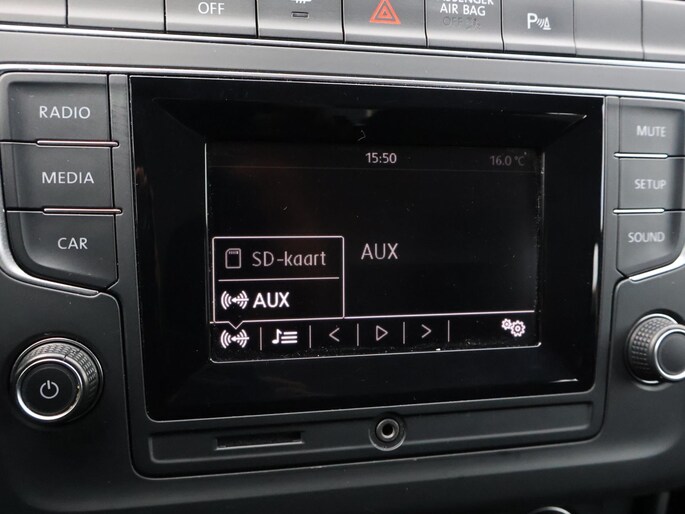 OFF
PASSENGER
AIR BAG
OFF
P
RADIO
MEDIA
CAR
MUTE
SETUP
SOUND
15:50
16.0 °C
SD-kaart
AUX
AUX